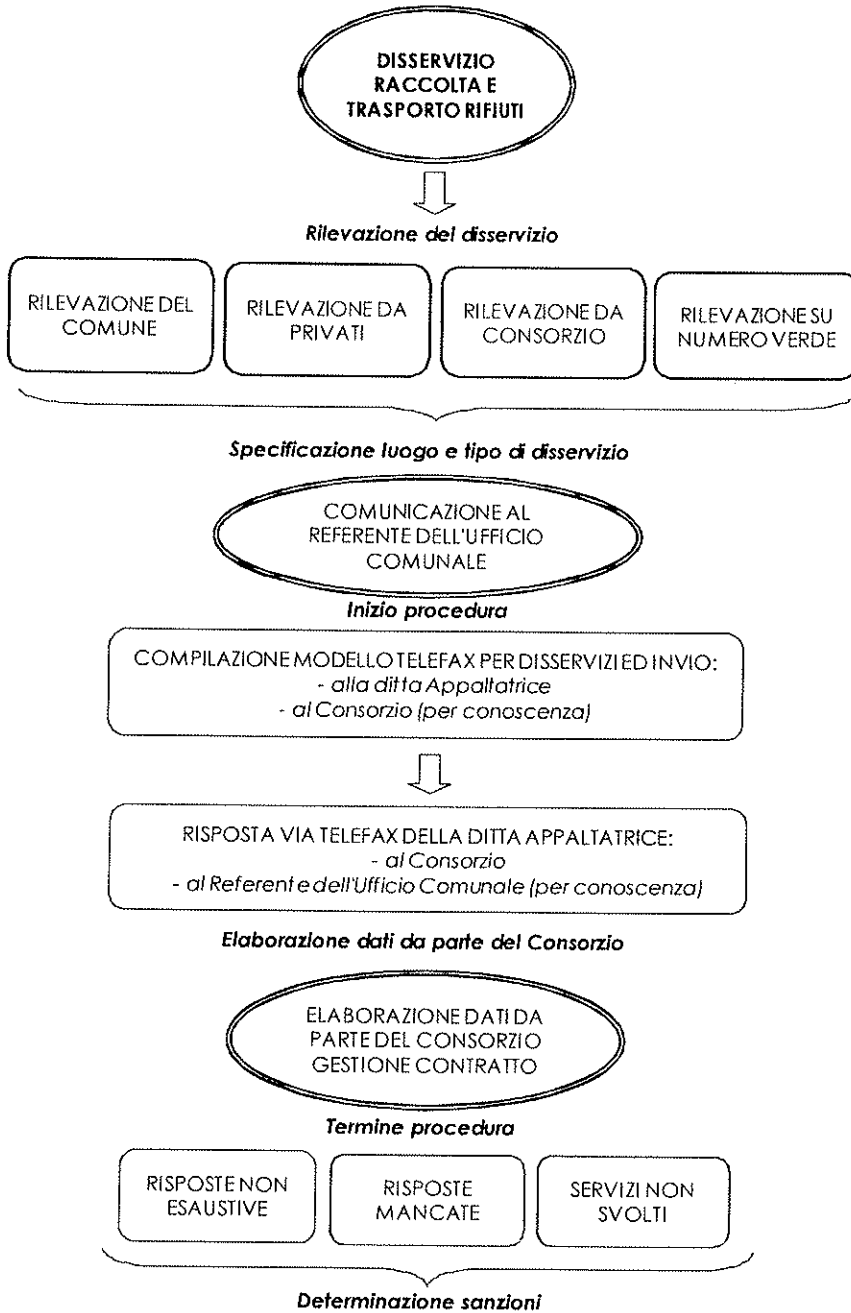 DISSERVIZIO
RACCOLTA E
TRASPORTO RIFIUTI
Rilevazione del disservizio
RILEVAZIONE DEL
COMUNE
RILEVAZIONE DA
PRIVATI
RILEVAZIONE DA
CONSORZIO
RILEVAZIONE SU
NUMERO VERDE
Specificazione luogo e tipo di disservizio
COMUNICAZIONE AL
REFERENTE DELL'UFFICIO
COMUNALE
Inizio procedura
COMPILAZIONE MODELLO TELEFAX PER DISSERVIZI ED INVIO:
- alla ditta Appaltatrice
- al Consorzio (per conoscenza)
RISPOSTA VIA TELEFAX DELLA DITTA APPALTATRICE:
- al Consorzio
- al Referente dell'Ufficio Comunale (per conoscenza)
Elaborazione dati da parte del Consorzio
ELABORAZIONE DATI DA
PARTE DEL CONSORZIO
GESTIONE CONTRATTO
Termine procedura
RISPOSTE NON
ESAUSTIVE
RISPOSTE
MANCATE
SERVIZI NON
SVOLTI
Determinazione sanzioni